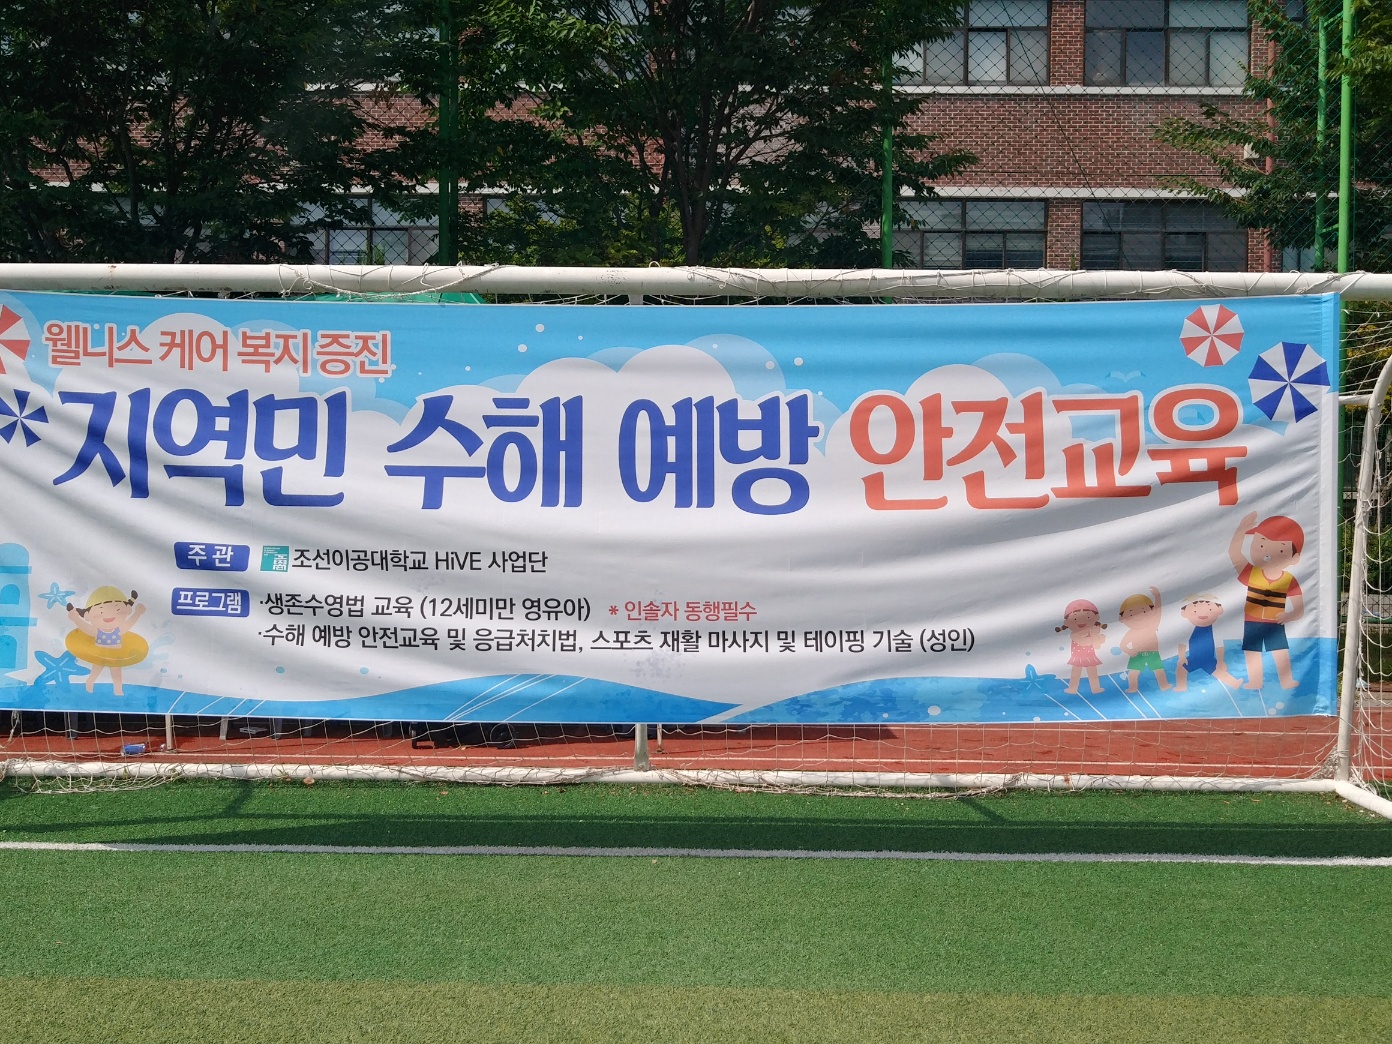 웰니스 케어 복지 증진
지역민 수해 예방 안전교육
주관 조선이공대학교 HiVE 사업단
프로그램 ·생존수영법 교육 (12세미만 영유아) * 인솔자 동행필수
·수해 예방 안전교육 및 응급처치법, 스포츠 재활 마사지 및 테이핑 기술 (성인)